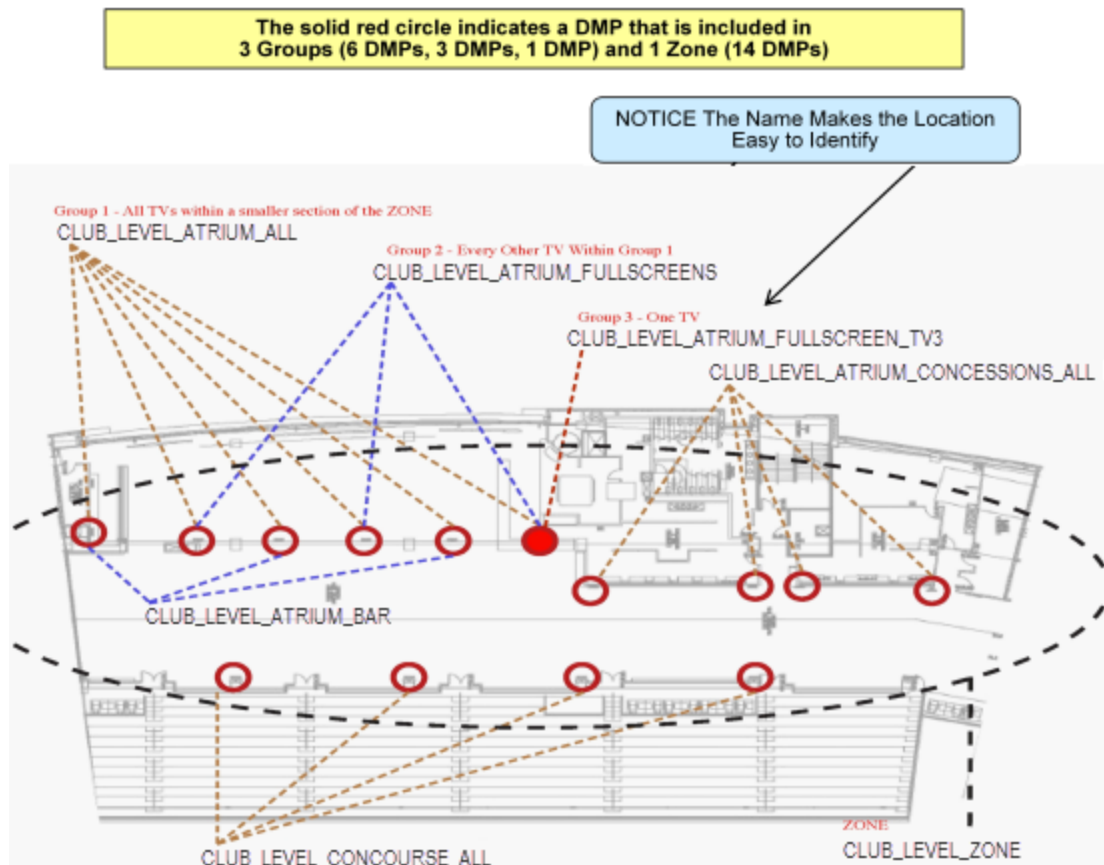 The solid red circle indicates a DMP that is included in
3 Groups (6 DMPs, 3 DMPs, 1 DMP) and 1 Zone (14 DMPs)
NOTICE The Name Makes the Location
Easy to Identify
Group 1 - All TVs within a smaller section of the ZONE
CLUB_LEVEL_ATRIUM_ALL
Group 2 - Every Other TV Within Group 1
CLUB_LEVEL_ATRIUM_FULLSCREENS
Group 3 - One TV
CLUB_LEVEL_ATRIUM_FULLSCREEN_TV3
CLUB_LEVEL_ATRIUM_CONCESSIONS_ALL
CLUB_LEVEL_ATRIUM_BAR
ZONE
CLUB_LEVEL_ZONE
CLUB_LEVEL_CONCOURSE_ALL